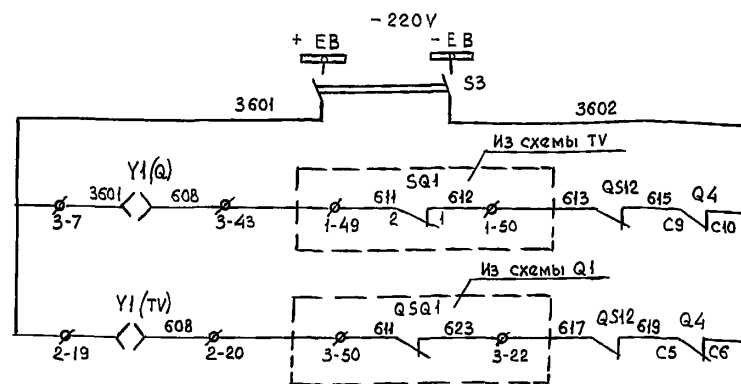 - 220V
+ EB
- EB
S3
3601
3602
Из схемы TV
Y1(Q)
SQ1
3601
608
611
2
1
612
613
QS12
615
Q4
3-7
3-43
1-49
1-50
C9
C10
Из схемы Q1
Y1(TV)
QSQ1
608
611
623
617
QS12
619
Q4
2-19
2-20
3-50
3-22
C5
C6